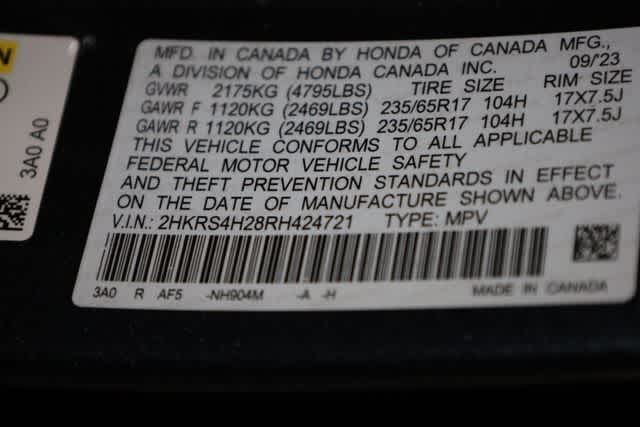 MFD. IN CANADA BY HONDA OF CANADA MFG.,
A DIVISION OF HONDA CANADA INC. 09/'23
GVWR 2175KG (4795LBS) TIRE SIZE RIM SIZE
GAWR F 1120KG (2469LBS) 235/65R17 104H 17X7.5J
GAWR R 1120KG (2469LBS) 235/65R17 104H 17X7.5J
THIS VEHICLE CONFORMS TO ALL APPLICABLE
FEDERAL MOTOR VEHICLE SAFETY
AND THEFT PREVENTION STANDARDS IN EFFECT
ON THE DATE OF MANUFACTURE SHOWN ABOVE.
V.I.N.: 2HKRS4H28RH424721 TYPE: MPV
3A0 R AF5 -NH904M -A -H MADE IN CANADA
3A0 A0